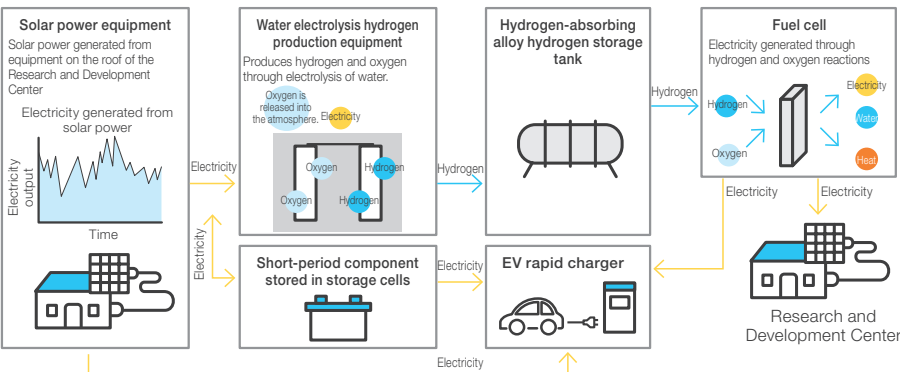 Solar power equipment
Solar power generated from
equipment on the roof of the
Research and Development
Center
Electricity generated from
solar power
Electricity
output
Time
Electricity
Electricity
Water electrolysis hydrogen
production equipment
Produces hydrogen and oxygen
through electrolysis of water.
Oxygen is
released into
the atmosphere.
Electricity
Oxygen
Hydrogen
Oxygen
Hydrogen
Hydrogen
Short-period component
stored in storage cells
Electricity
Hydrogen-absorbing
alloy hydrogen storage
tank
Hydrogen
EV rapid charger
Electricity
Fuel cell
Electricity generated through
hydrogen and oxygen reactions
Hydrogen
Oxygen
Electricity
Water
Heat
Electricity
Electricity
Research and
Development Center